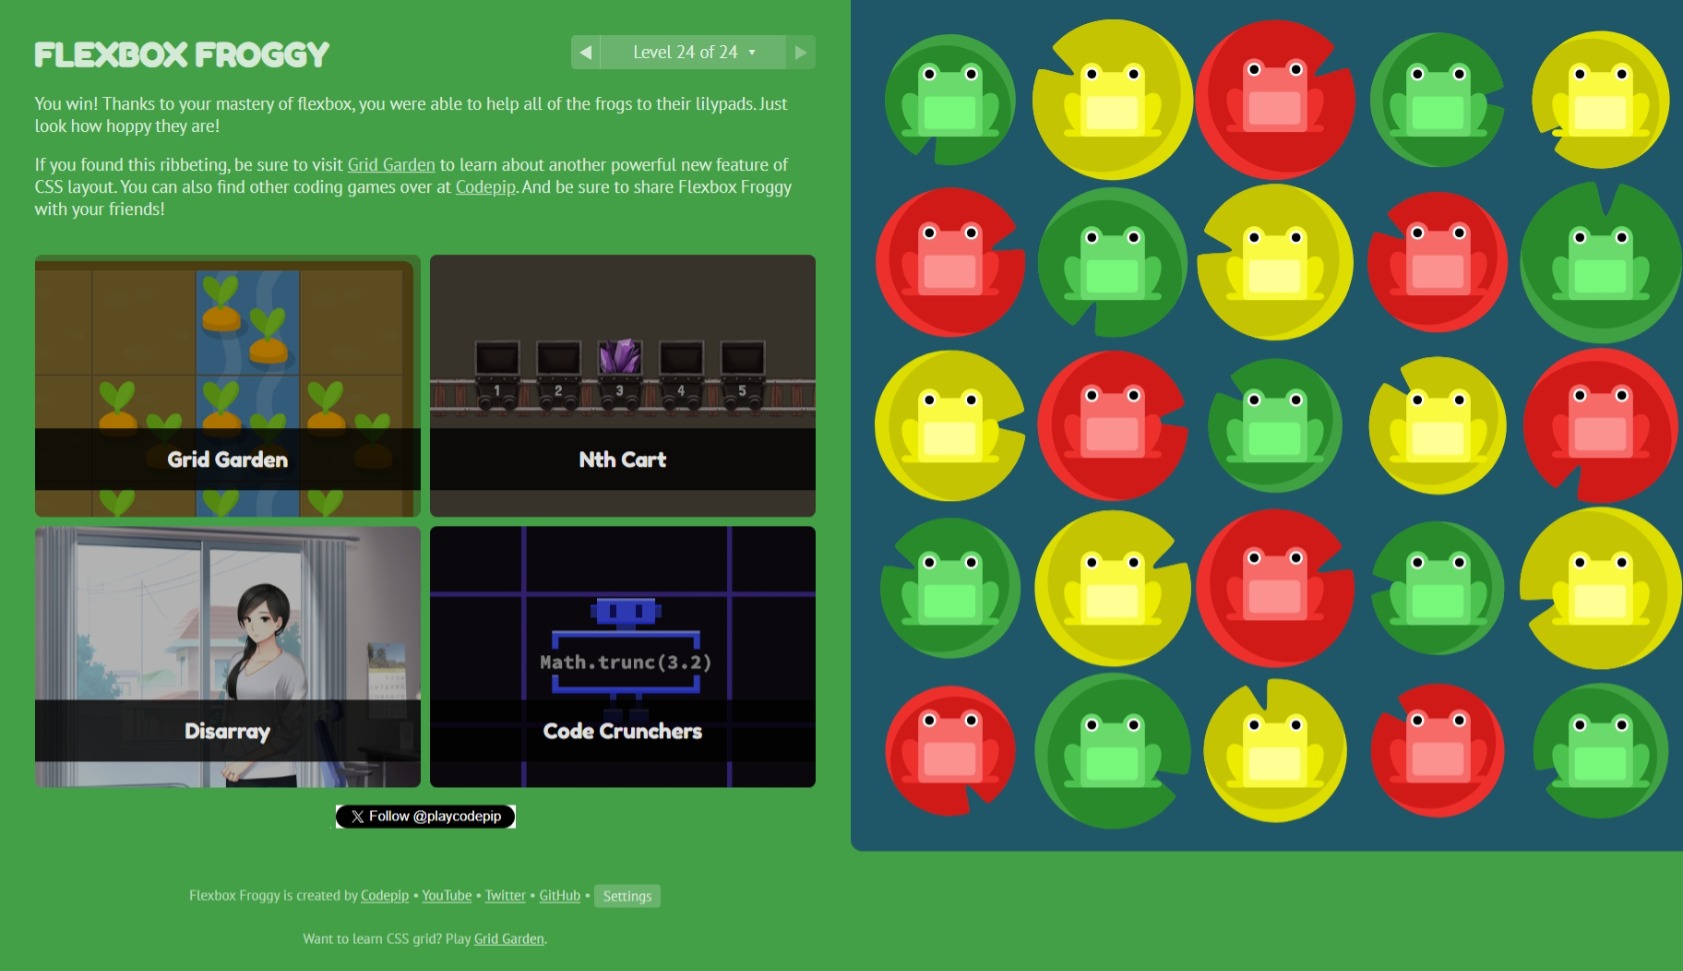 FLEXBOX FROGGY
Level 24 of 24
You win! Thanks to your mastery of flexbox, you were able to help all of the frogs to their lilypads. Just
look how hoppy they are!
If you found this ribbeting, be sure to visit Grid Garden to learn about another powerful new feature of
CSS layout. You can also find other coding games over at Codepip. And be sure to share Flexbox Froggy
with your friends!
1 2 3 4 5
Grid Garden
Nth Cart
Math.trunc(3.2)
Disarray
Code Crunchers
X Follow @playcodepip
Flexbox Froggy is created by Codepip • YouTube • Twitter • GitHub • Settings
Want to learn CSS grid? Play Grid Garden.